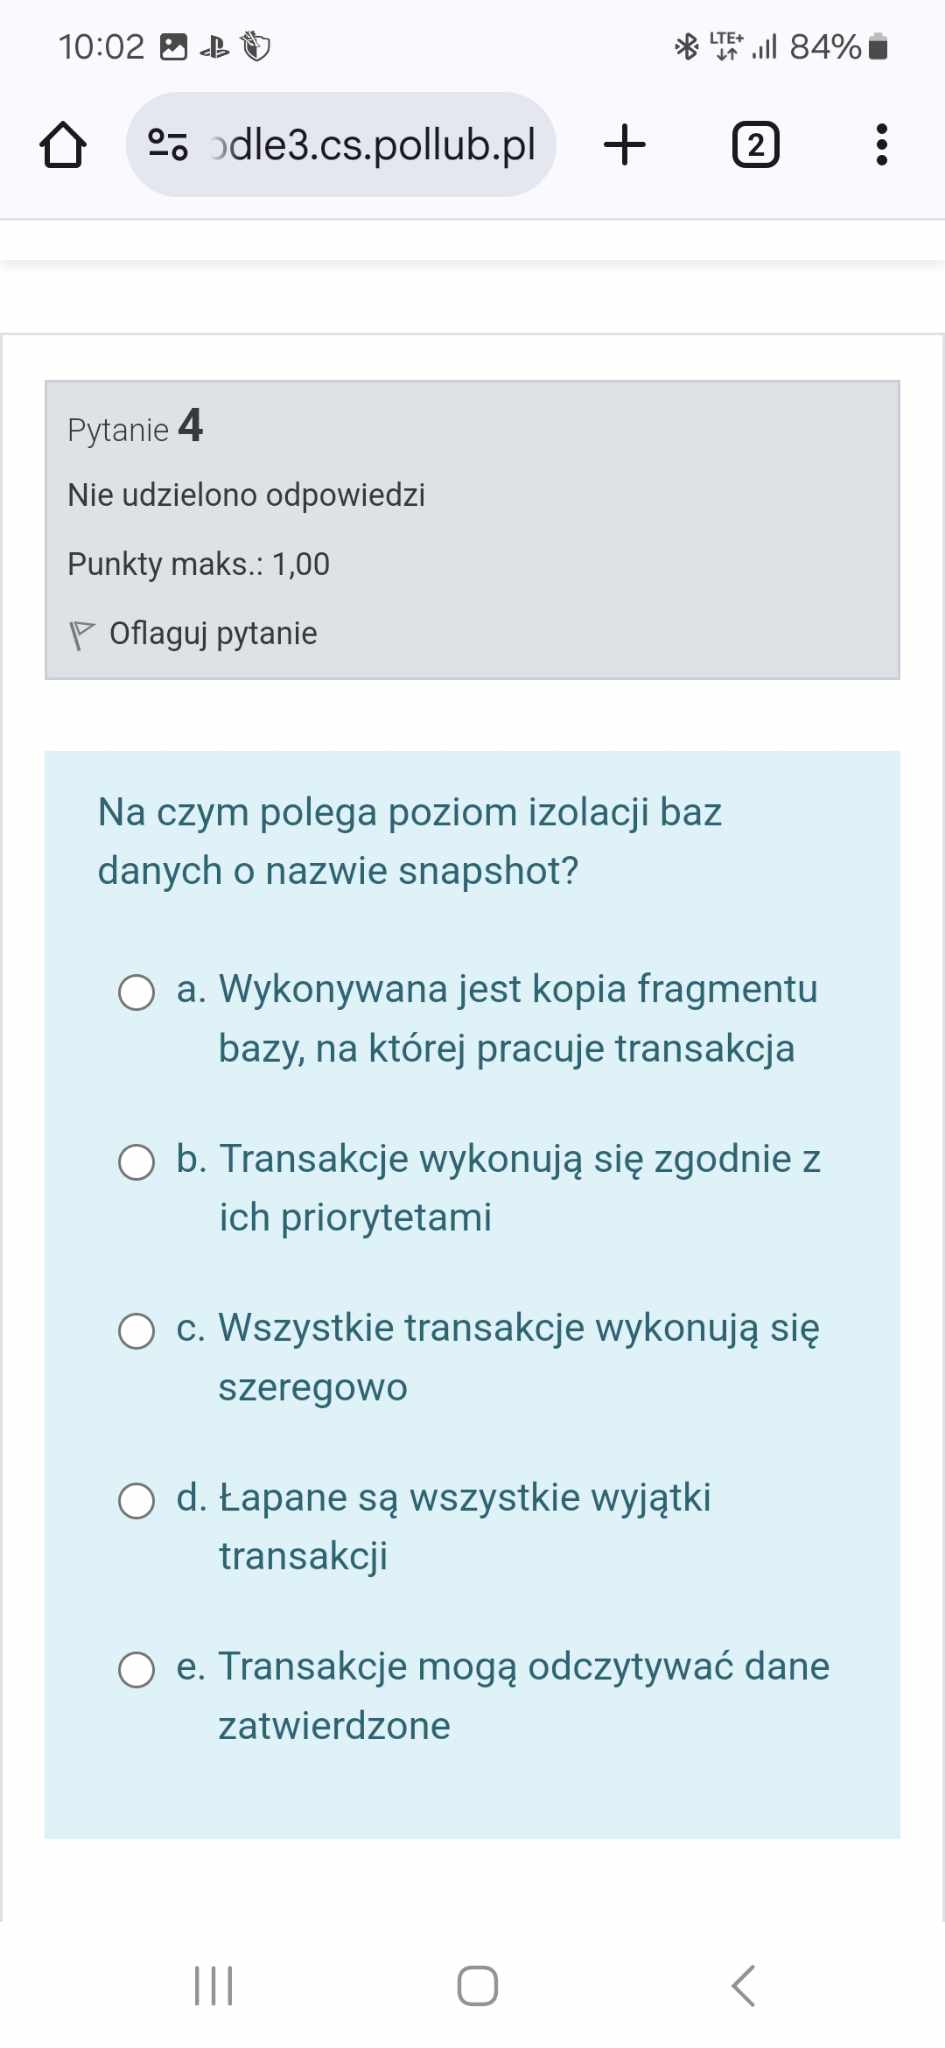 10:02 LTE+ 84%
odle3.cs.pollub.pl 2
Pytanie 4
Nie udzielono odpowiedzi
Punkty maks.: 1,00
Oflaguj pytanie
Na czym polega poziom izolacji baz
danych o nazwie snapshot?
a. Wykonywana jest kopia fragmentu
bazy, na której pracuje transakcja
b. Transakcje wykonują się zgodnie z
ich priorytetami
c. Wszystkie transakcje wykonują się
szeregowo
d. Łapane są wszystkie wyjątki
transakcji
e. Transakcje mogą odczytywać dane
zatwierdzone